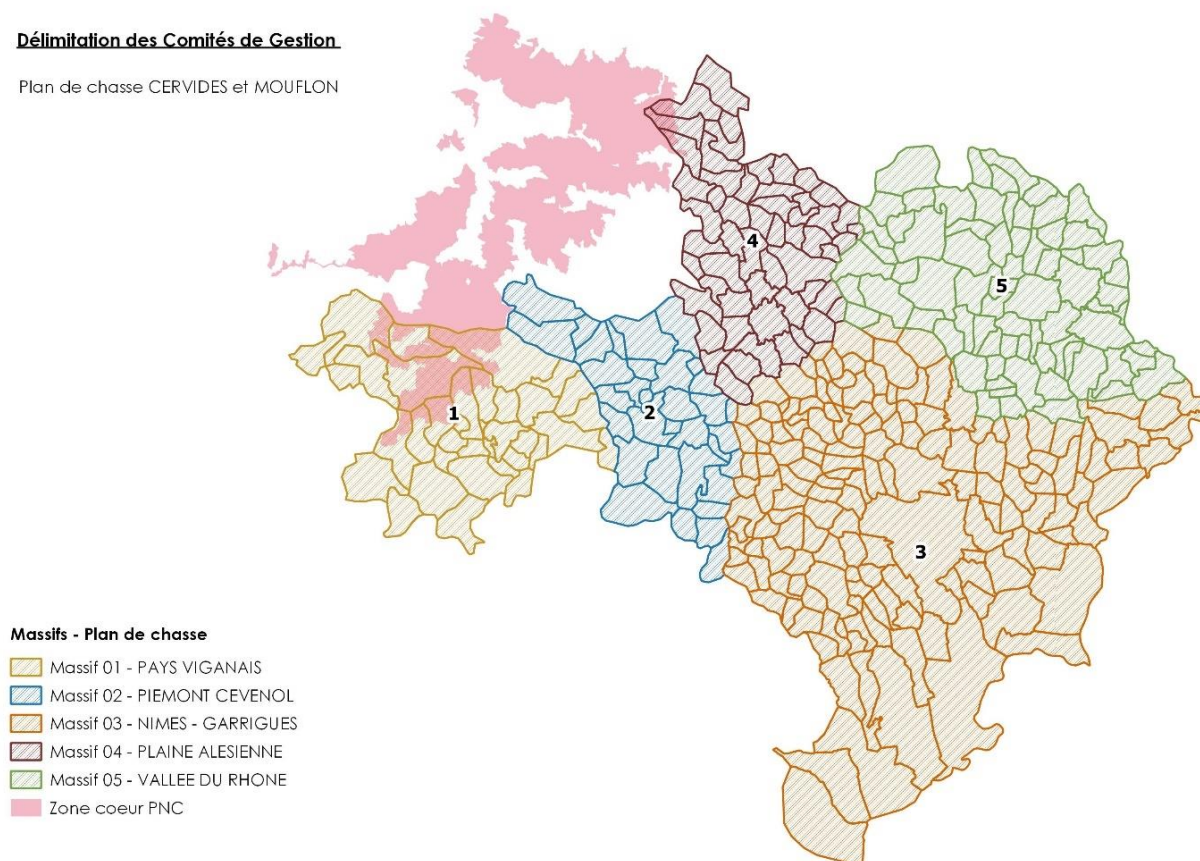 Délimitation des Comités de Gestion
Plan de chasse CERVIDES et MOUFLON
4
5
1
2
3
Massifs - Plan de chasse
Massif 01 - PAYS VIGANAIS
Massif 02 - PIEMONT CEVENOL
Massif 03 - NIMES - GARRIGUES
Massif 04 - PLAINE ALESIENNE
Massif 05 - VALLEE DU RHONE
Zone coeur PNC